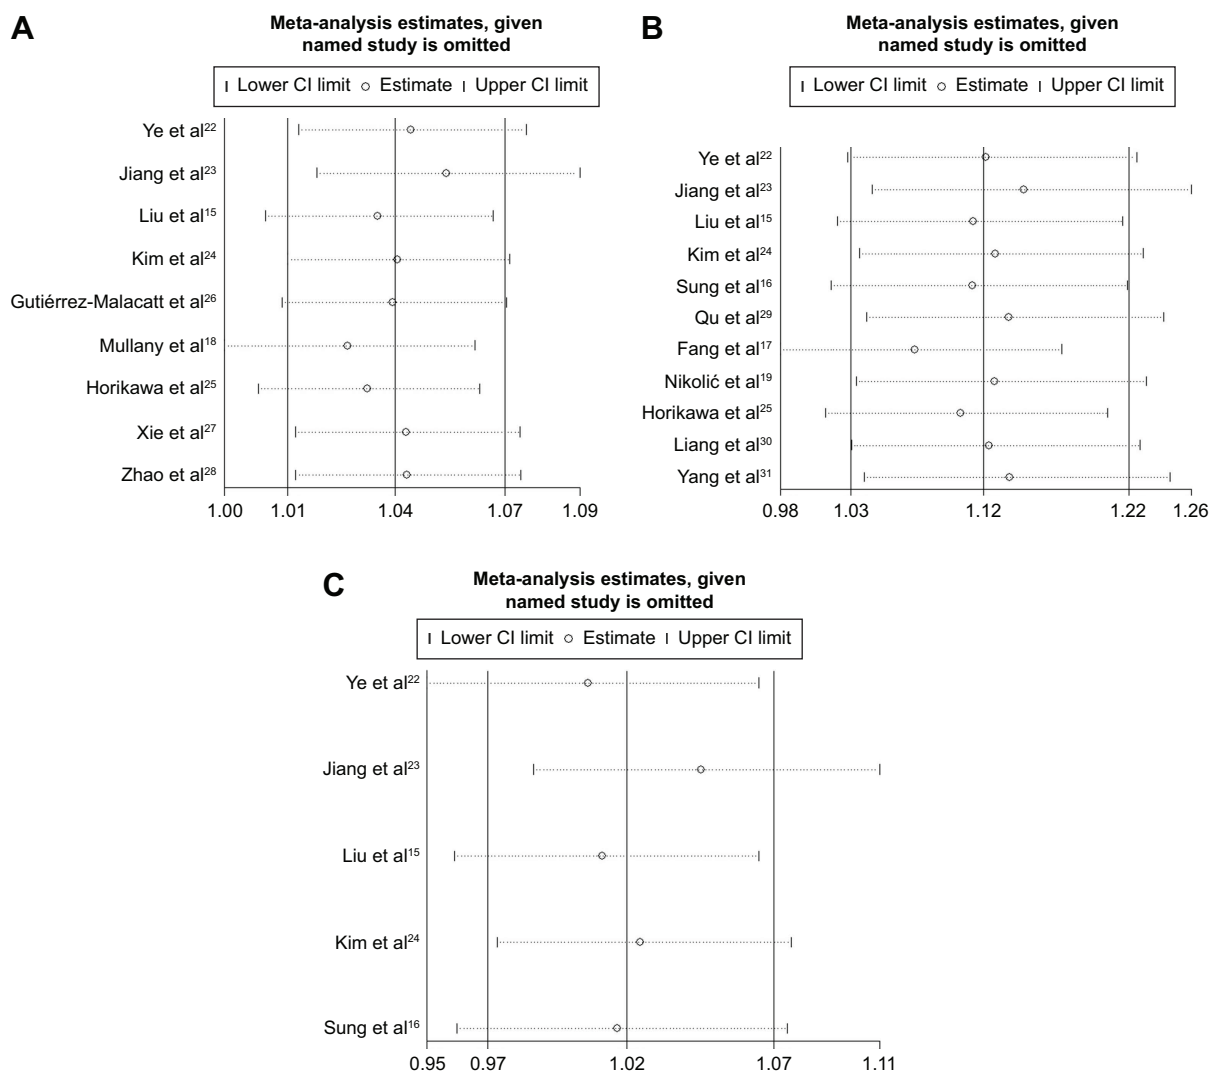 A
Meta-analysis estimates, given
named study is omitted
Lower CI limit Estimate Upper CI limit
Ye et al22
Jiang et al23
Liu et al15
Kim et al24
Gutiérrez-Malacatt et al26
Mullany et al18
Horikawa et al25
Xie et al27
Zhao et al28
1.00 1.01 1.04 1.07 1.09
B
Meta-analysis estimates, given
named study is omitted
Lower CI limit Estimate Upper CI limit
Ye et al22
Jiang et al23
Liu et al15
Kim et al24
Sung et al16
Qu et al29
Fang et al17
Nikolić et al19
Horikawa et al25
Liang et al30
Yang et al31
0.98 1.03 1.12 1.22 1.26
C
Meta-analysis estimates, given
named study is omitted
Lower CI limit Estimate Upper CI limit
Ye et al22
Jiang et al23
Liu et al15
Kim et al24
Sung et al16
0.95 0.97 1.02 1.07 1.11